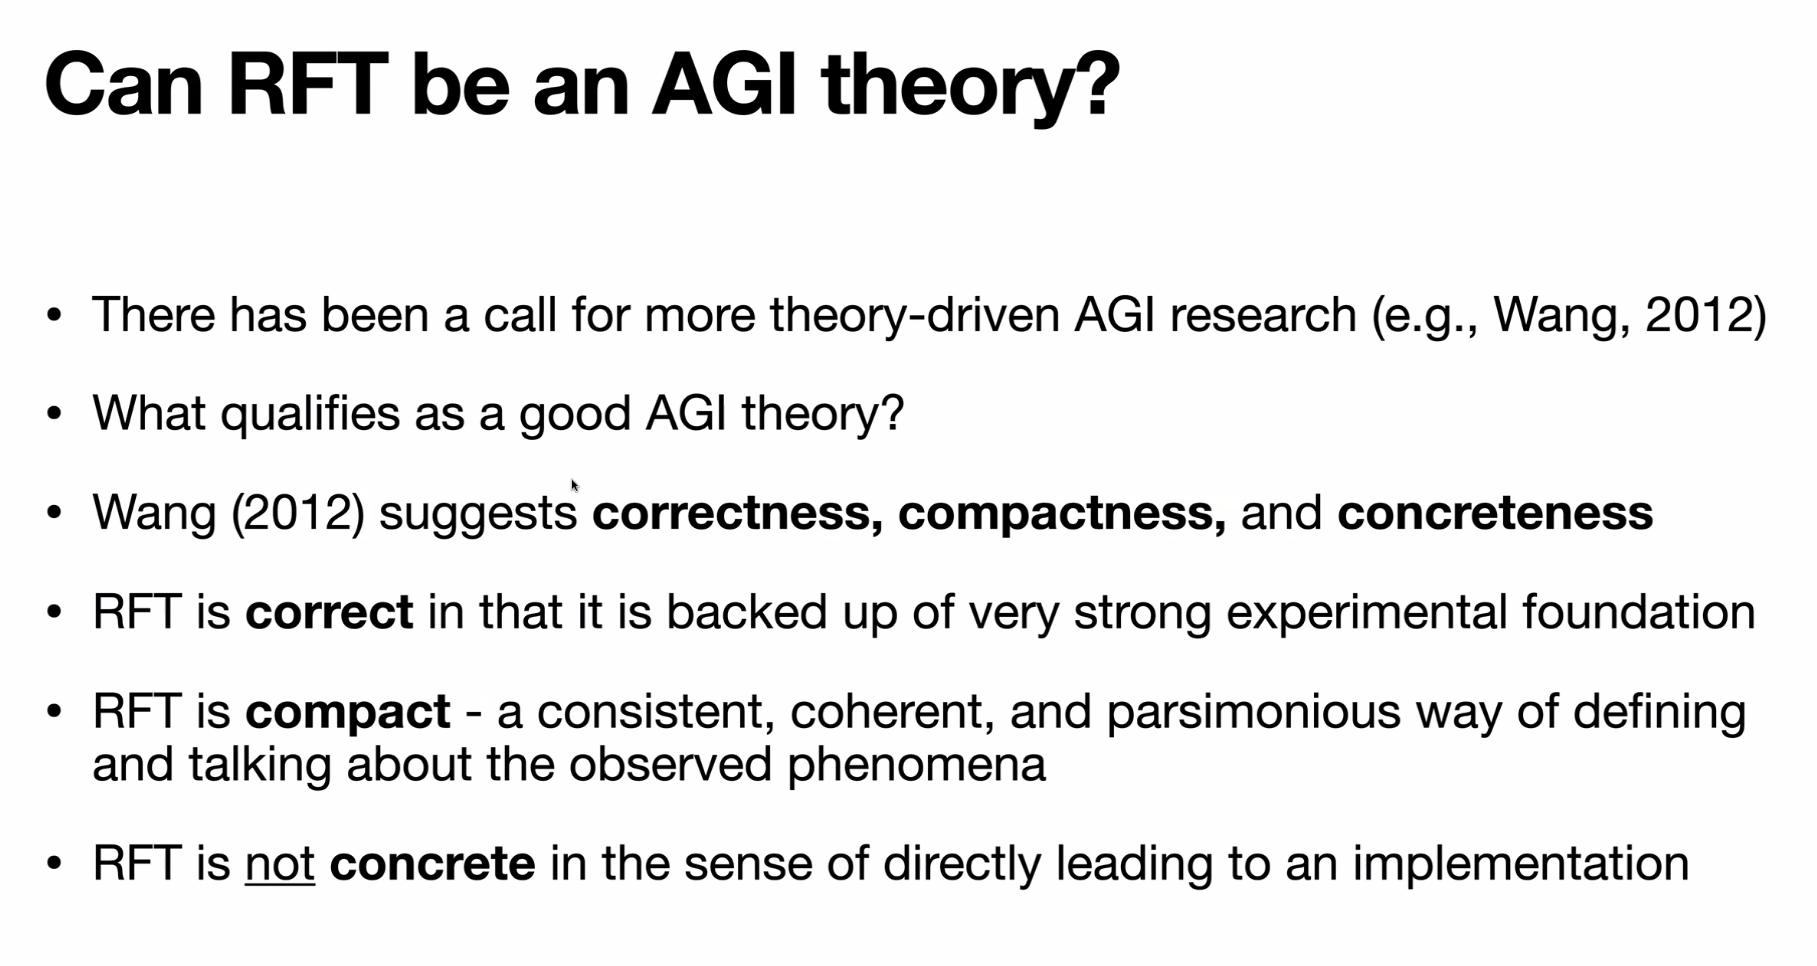 Can RFT be an AGI theory?
• There has been a call for more theory-driven AGI research (e.g., Wang, 2012)
• What qualifies as a good AGI theory?
• Wang (2012) suggests correctness, compactness, and concreteness
• RFT is correct in that it is backed up of very strong experimental foundation
• RFT is compact - a consistent, coherent, and parsimonious way of defining
and talking about the observed phenomena
• RFT is not concrete in the sense of directly leading to an implementation